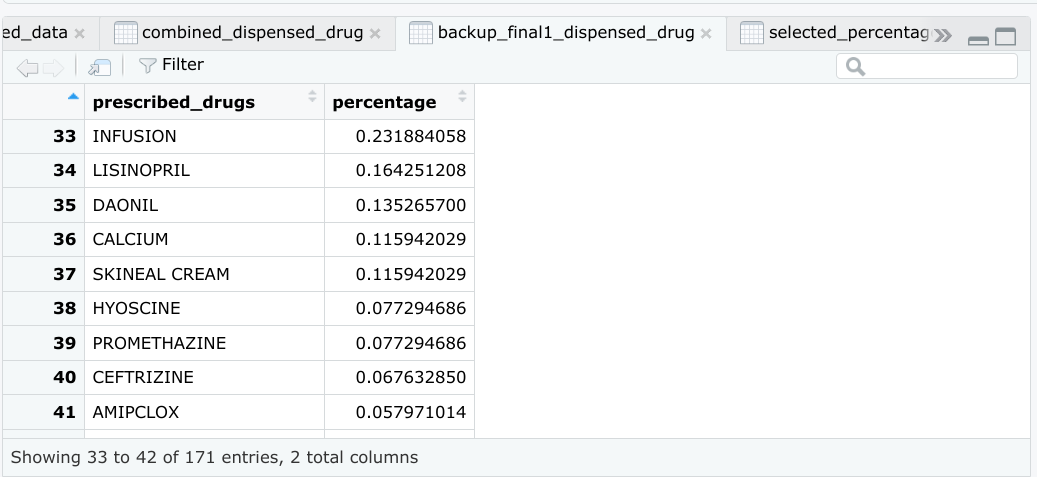 ed_data combined_dispensed_drug backup_final1_dispensed_drug selected_percentag
Filter
prescribed_drugs percentage
33 INFUSION 0.231884058
34 LISINOPRIL 0.164251208
35 DAONIL 0.135265700
36 CALCIUM 0.115942029
37 SKINEAL CREAM 0.115942029
38 HYOSCINE 0.077294686
39 PROMETHAZINE 0.077294686
40 CEFTRIZINE 0.067632850
41 AMIPCLOX 0.057971014
Showing 33 to 42 of 171 entries, 2 total columns